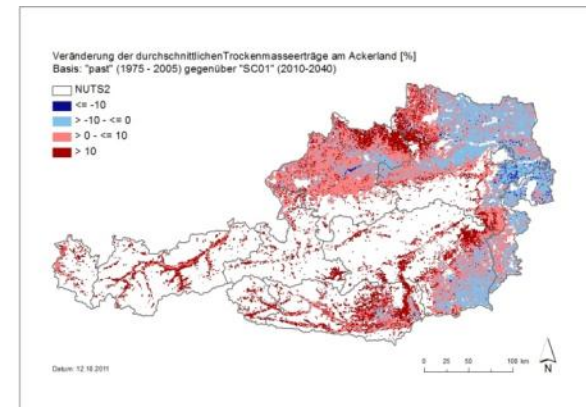 Veränderung der durchschnittlichenTrockenmasseerträge am Ackerland [%]
Basis: "past" (1975 - 2005) gegenüber "SC01" (2010-2040)
NUTS2
<= -10
> -10 - <= 0
> 0 - <= 10
> 10
Datum: 12.10.2011
0 25 50 100 km
N